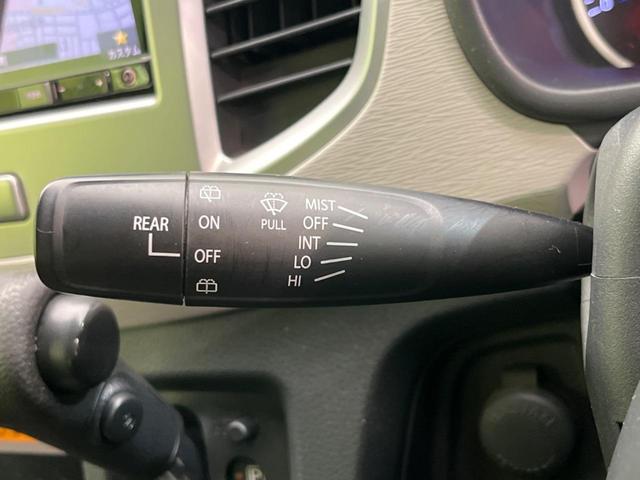 カスタム
REAR
ON
OFF
PULL
MIST
OFF
INT
LO
HI